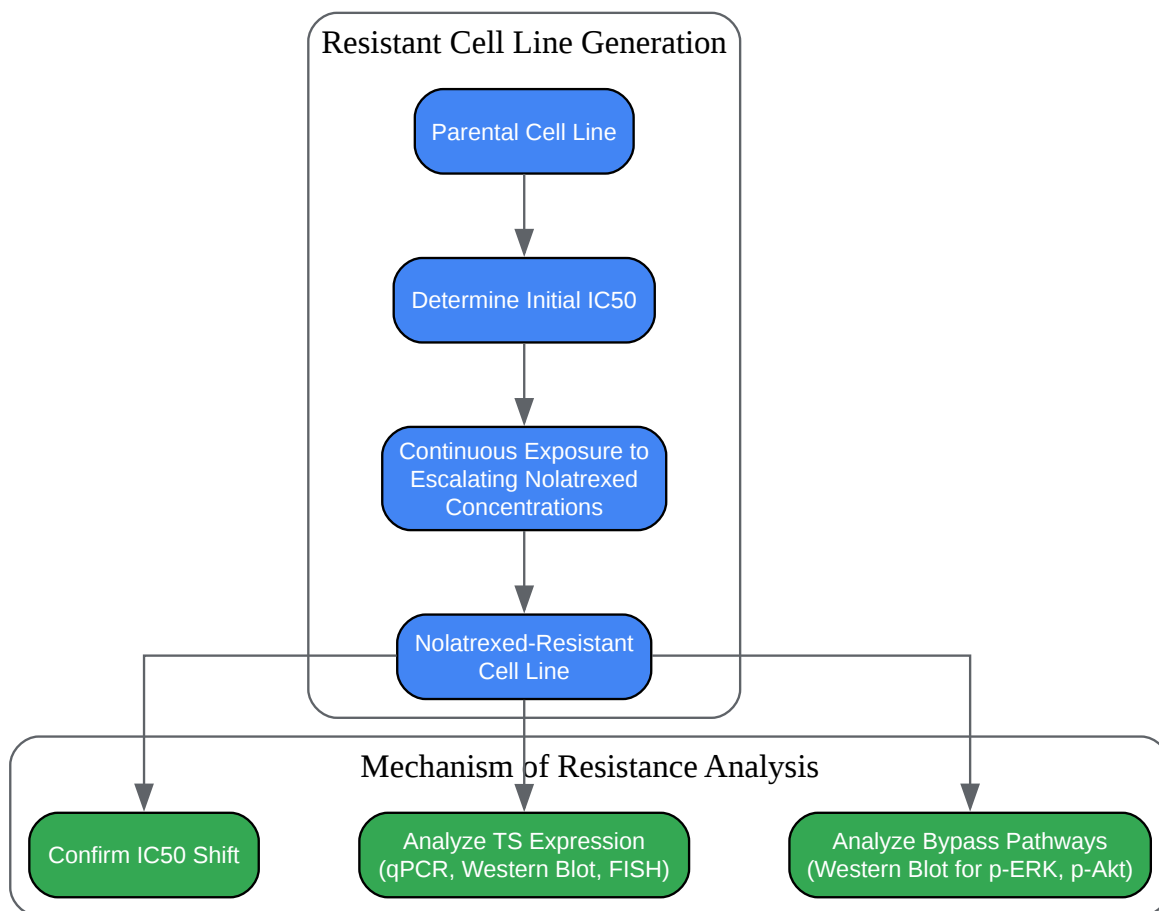 Resistant Cell Line Generation
Parental Cell Line
Determine Initial IC50
Continuous Exposure to
Escalating Nolatrexed
Concentrations
Nolatrexed-Resistant
Cell Line
Mechanism of Resistance Analysis
Confirm IC50 Shift
Analyze TS Expression
(qPCR, Western Blot, FISH)
Analyze Bypass Pathways
(Western Blot for p-ERK, p-Akt)